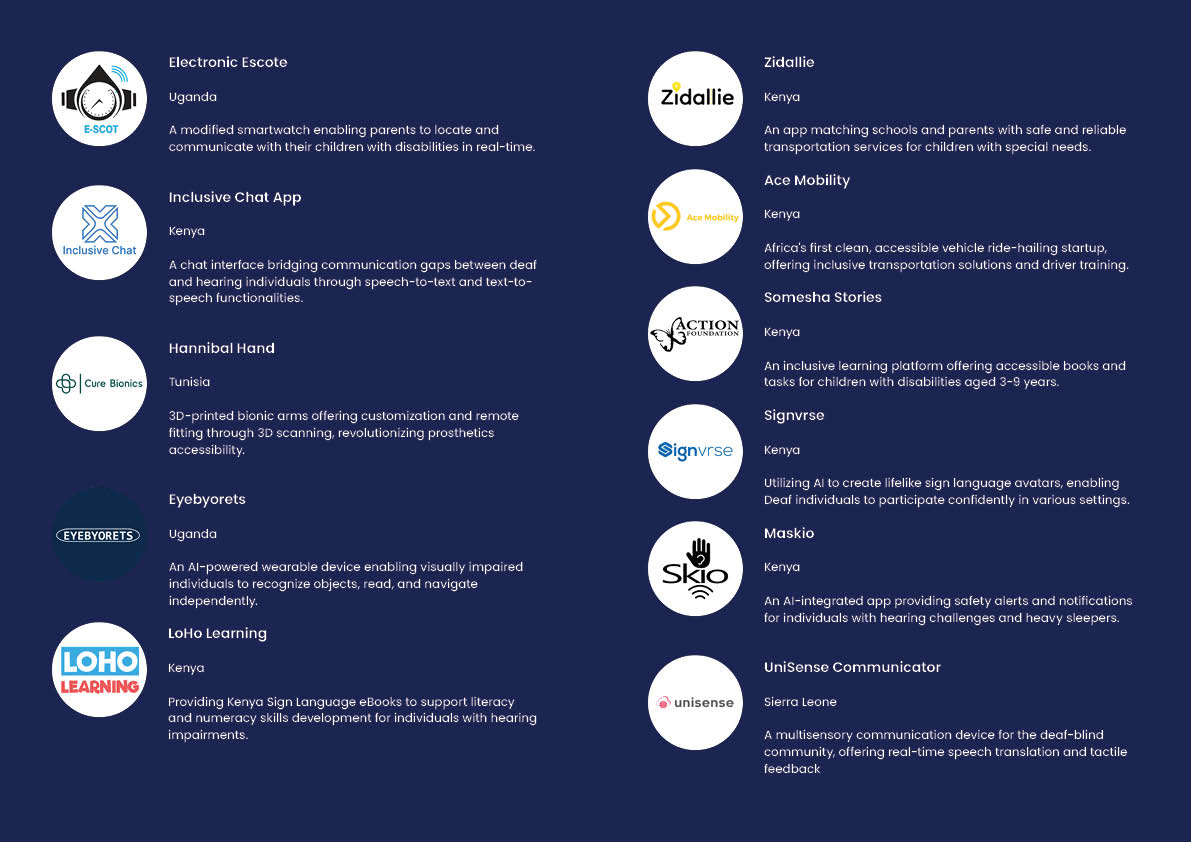 Electronic Escote
Uganda
A modified smartwatch enabling parents to locate and
communicate with their children with disabilities in real-time.
E-SCOT
Inclusive Chat App
Kenya
A chat interface bridging communication gaps between deaf
and hearing individuals through speech-to-text and text-to-
speech functionalities.
Inclusive Chat
Hannibal Hand
Tunisia
3D-printed bionic arms offering customization and remote
fitting through 3D scanning, revolutionizing prosthetics
accessibility.
Cure Bionics
Eyebyorets
Uganda
An AI-powered wearable device enabling visually impaired
individuals to recognize objects, read, and navigate
independently.
EYEBYORETS
LoHo Learning
Kenya
Providing Kenya Sign Language eBooks to support literacy
and numeracy skills development for individuals with hearing
impairments.
LOHO
LEARNING
Zidallie
Kenya
An app matching schools and parents with safe and reliable
transportation services for children with special needs.
Zidallie
Ace Mobility
Kenya
Africa's first clean, accessible vehicle ride-hailing startup,
offering inclusive transportation solutions and driver training.
Ace Mobility
Somesha Stories
Kenya
An inclusive learning platform offering accessible books and
tasks for children with disabilities aged 3-9 years.
ACTION
FOUNDATION
Signvrse
Kenya
Utilizing AI to create lifelike sign language avatars, enabling
Deaf individuals to participate confidently in various settings.
Signvrse
Maskio
Kenya
An AI-integrated app providing safety alerts and notifications
for individuals with hearing challenges and heavy sleepers.
Skio
UniSense Communicator
Sierra Leone
A multisensory communication device for the deaf-blind
community, offering real-time speech translation and tactile
feedback
unisense